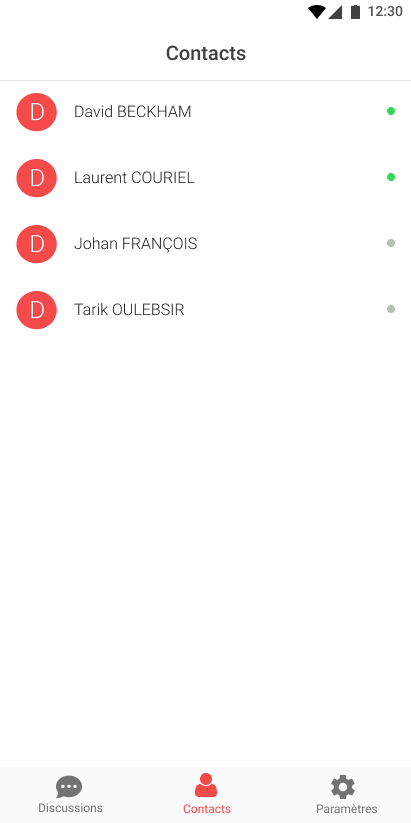 12:30
Contacts
D David BECKHAM
D Laurent COURIEL
D Johan FRANÇOIS
D Tarik OULEBSIR
Discussions Contacts Paramètres